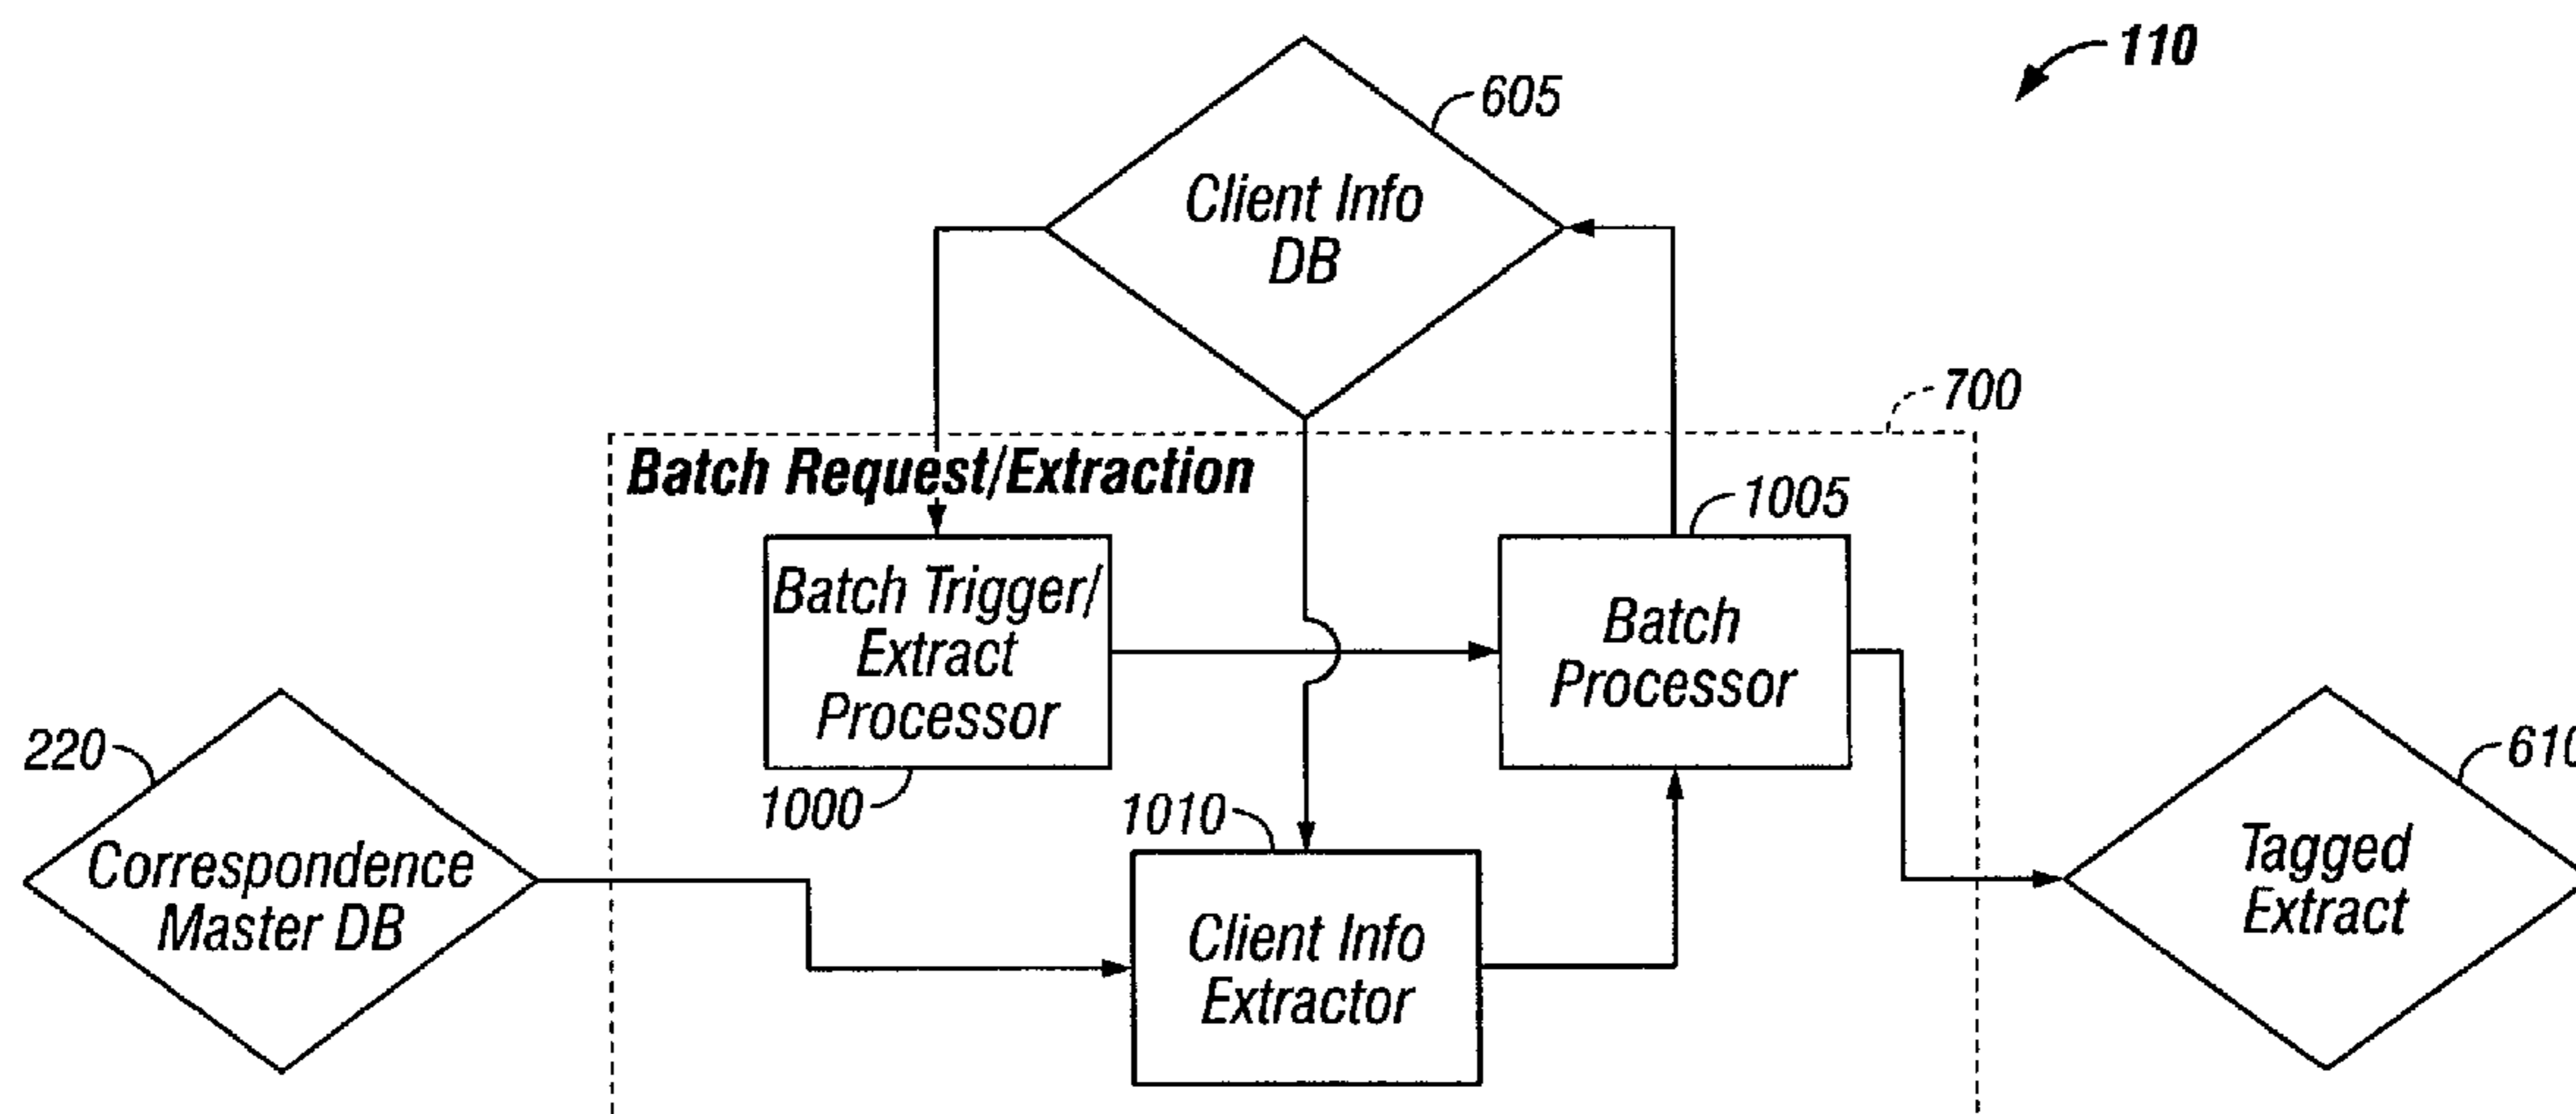 110
605
Client Info
DB
700
Batch Request/Extraction
1005
Batch Trigger/
Extract
Processor
Batch
Processor
220
1000
1010
610
Correspondence
Master DB
Client Info
Extractor
Tagged
Extract